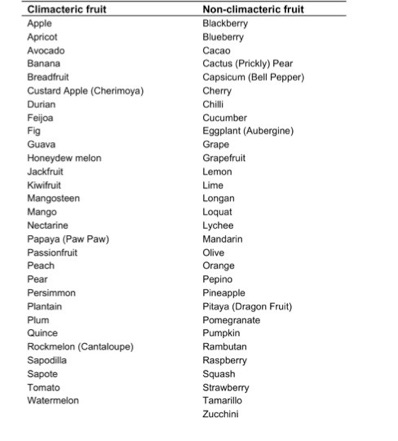 Climacteric fruit Non-climacteric fruit
Apple Blackberry
Apricot Blueberry
Avocado Cacao
Banana Cactus (Prickly) Pear
Breadfruit Capsicum (Bell Pepper)
Custard Apple (Cherimoya) Cherry
Durian Chilli
Feijoa Cucumber
Fig Eggplant (Aubergine)
Guava Grape
Honeydew melon Grapefruit
Jackfruit Lemon
Kiwifruit Lime
Mangosteen Longan
Mango Loquat
Nectarine Lychee
Papaya (Paw Paw) Mandarin
Passionfruit Olive
Peach Orange
Pear Pepino
Persimmon Pineapple
Plantain Pitaya (Dragon Fruit)
Plum Pomegranate
Quince Pumpkin
Rockmelon (Cantaloupe) Rambutan
Sapodilla Raspberry
Sapote Squash
Tomato Strawberry
Watermelon Tamarillo
Zucchini